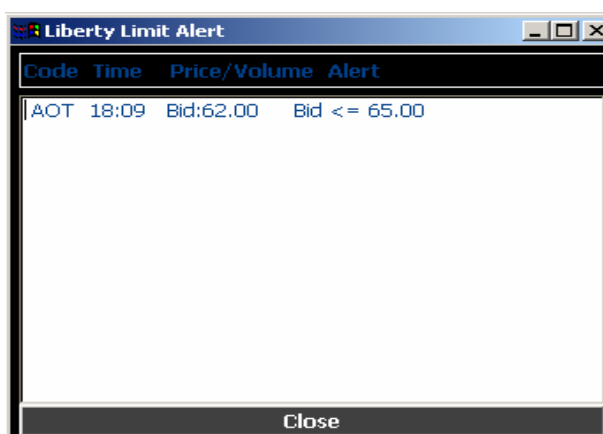 Liberty Limit Alert
Code Time Price/Volume Alert
AOT 18:09 Bid:62.00 Bid <= 65.00
Close